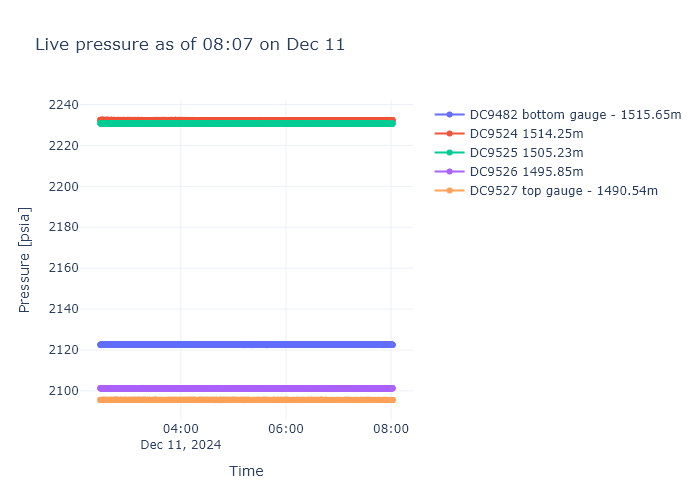 Live pressure as of 08:07 on Dec 11
2240
2220
2200
2180
2160
2140
2120
2100
Pressure [psia]
04:00
Dec 11, 2024
06:00
08:00
Time
DC9482 bottom gauge - 1515.65m
DC9524 1514.25m
DC9525 1505.23m
DC9526 1495.85m
DC9527 top gauge - 1490.54m